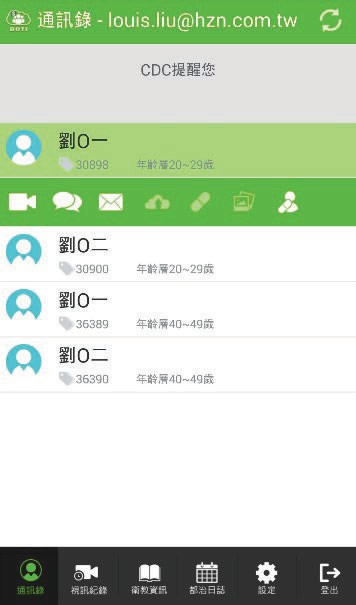 DOTS
通訊錄 - louis.liu@hzn.com.tw
CDC提醒您
劉O一
30898 年齡層20~29歲
劉O二
30900 年齡層20~29歲
劉O一
36389 年齡層40~49歲
劉O二
36390 年齡層40~49歲
通訊錄 視訊紀錄 衛教資訊 都治日誌 設定 登出